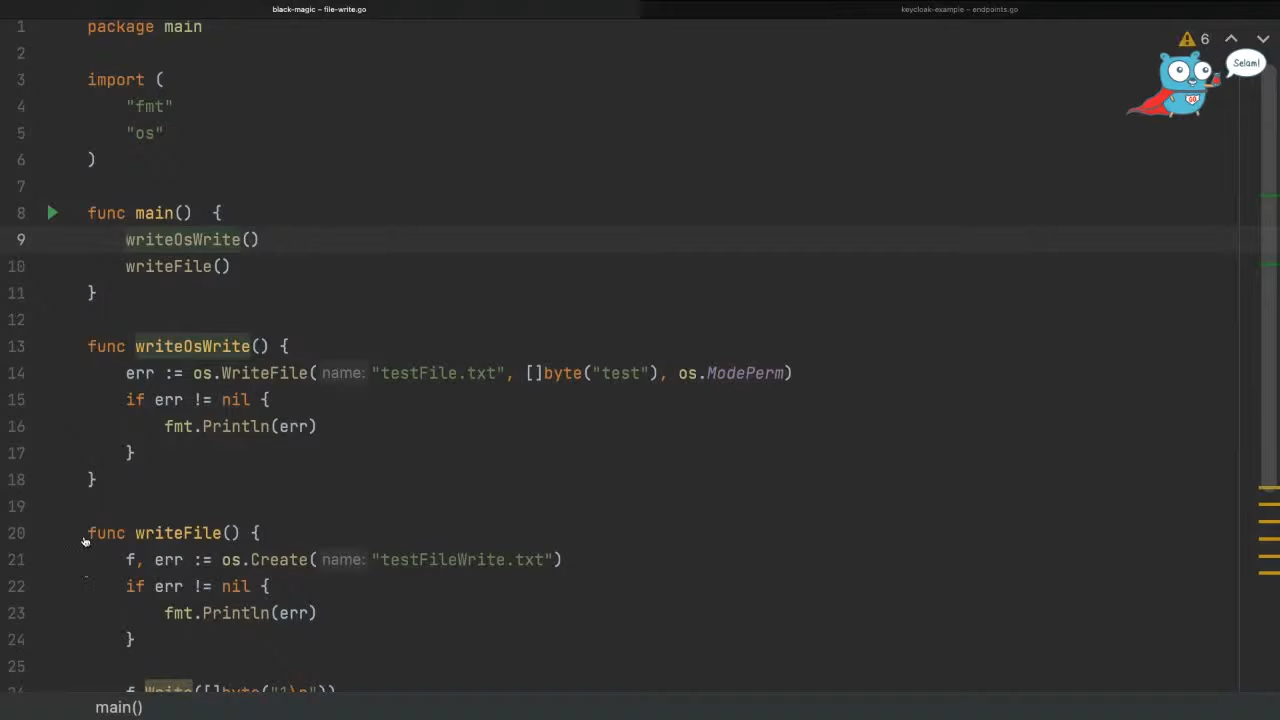 black-magic – file-write.go
keycloak-example – endpoints.go
6
Selam!
GO
1 package main
2
3 import (
4 "fmt"
5 "os"
6 )
7
8 func main()  {
9 writeOsWrite()
10 writeFile()
11 }
12
13 func writeOsWrite() {
14 err := os.WriteFile( name: "testFile.txt", []byte("test"), os.ModePerm)
15 if err != nil {
16 fmt.Println(err)
17 }
18 }
19
20 func writeFile() {
21 f, err := os.Create( name: "testFileWrite.txt")
22 if err != nil {
23 fmt.Println(err)
24 }
25
f.Write([]byte("1\n"))
main()